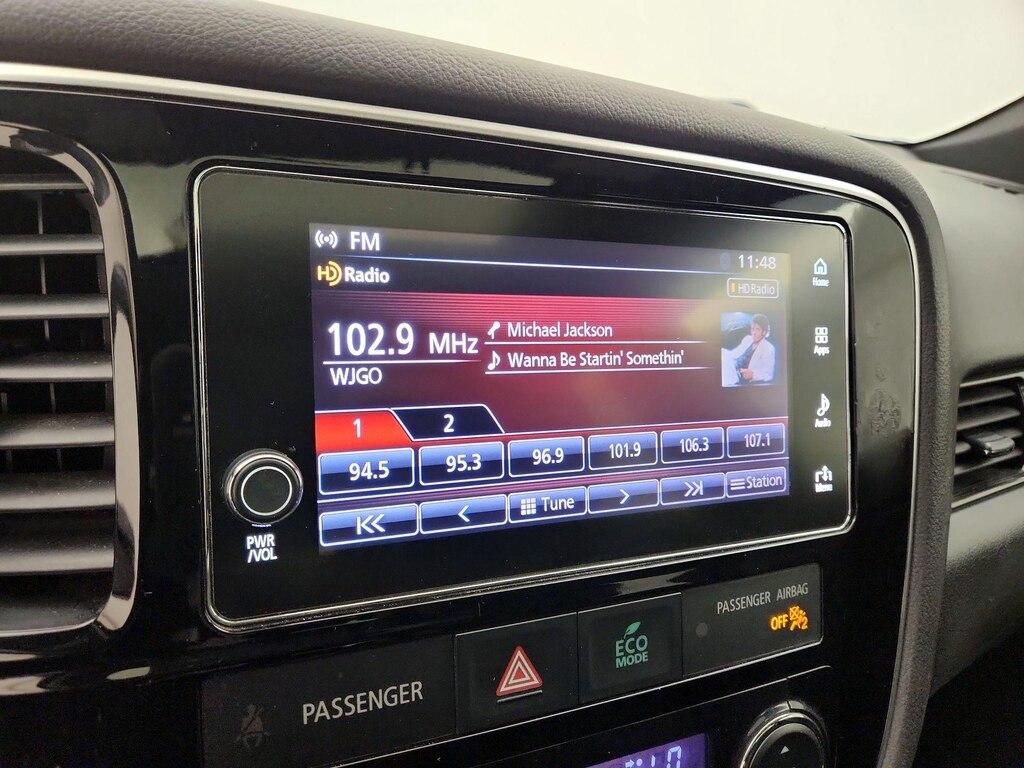 FM
11:48
HD Radio
HD Radio
102.9 MHz
WJGO
Michael Jackson
Wanna Be Startin' Somethin'
1 2
94.5 95.3 96.9 101.9 106.3 107.1
Tune Station
Home
Apps
Audio
Menu
PWR
/VOL
PASSENGER AIRBAG
OFF 2
ECO
MODE
PASSENGER